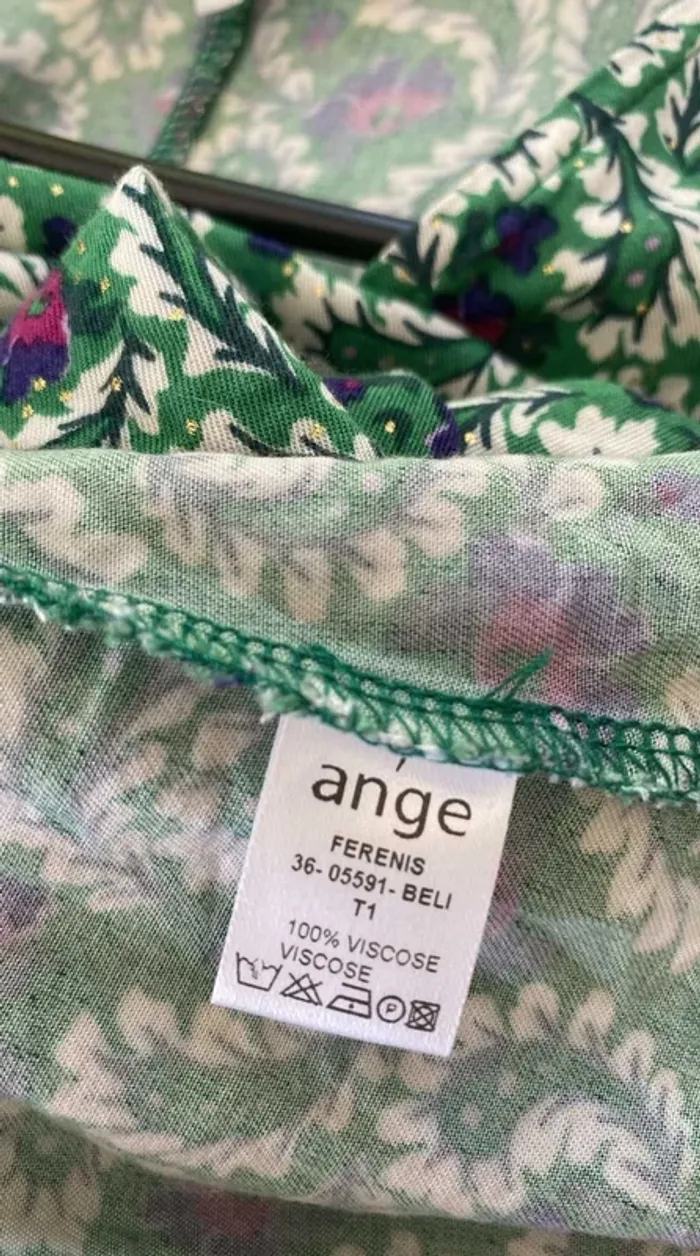 ange
FERENIS
36- 05591- BELI
T1
100% VISCOSE
VISCOSE
P